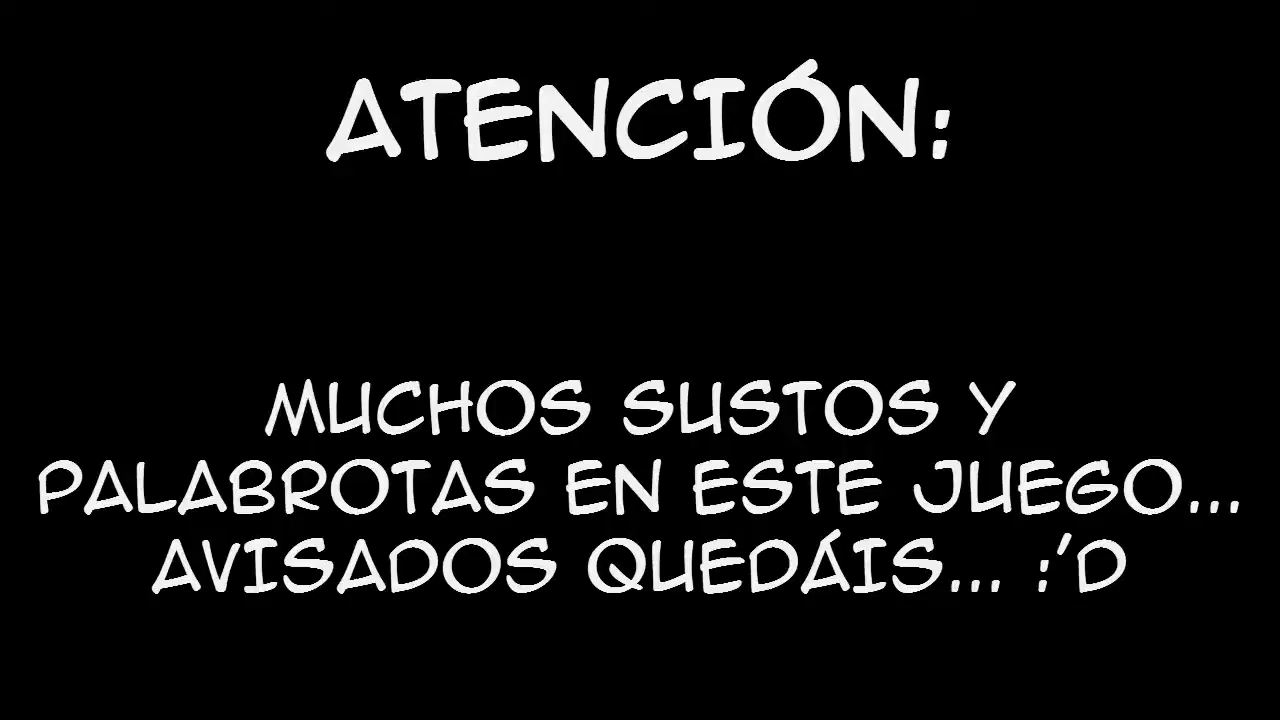 ATENCIÓN:
MUCHOS SUSTOS Y
PALABROTAS EN ESTE JUEGO...
AVISADOS QUEDÁIS... :'D